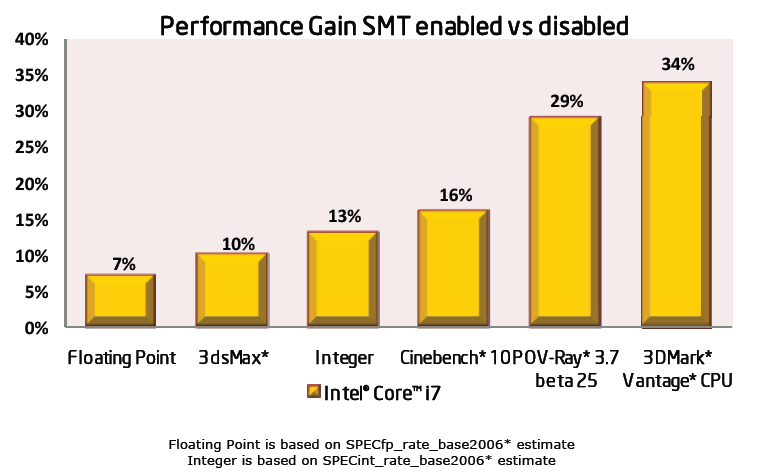 Performance Gain SMT enabled vs disabled
40%
35%
30%
25%
20%
15%
10%
5%
0%
7%
10%
13%
16%
29%
34%
Floating Point
3dsMax*
Integer
Cinebench* 10
POV-Ray* 3.7
beta 25
3DMark*
Vantage* CPU
Intel® Core™ i7
Floating Point is based on SPECfp_rate_base2006* estimate
Integer is based on SPECint_rate_base2006* estimate